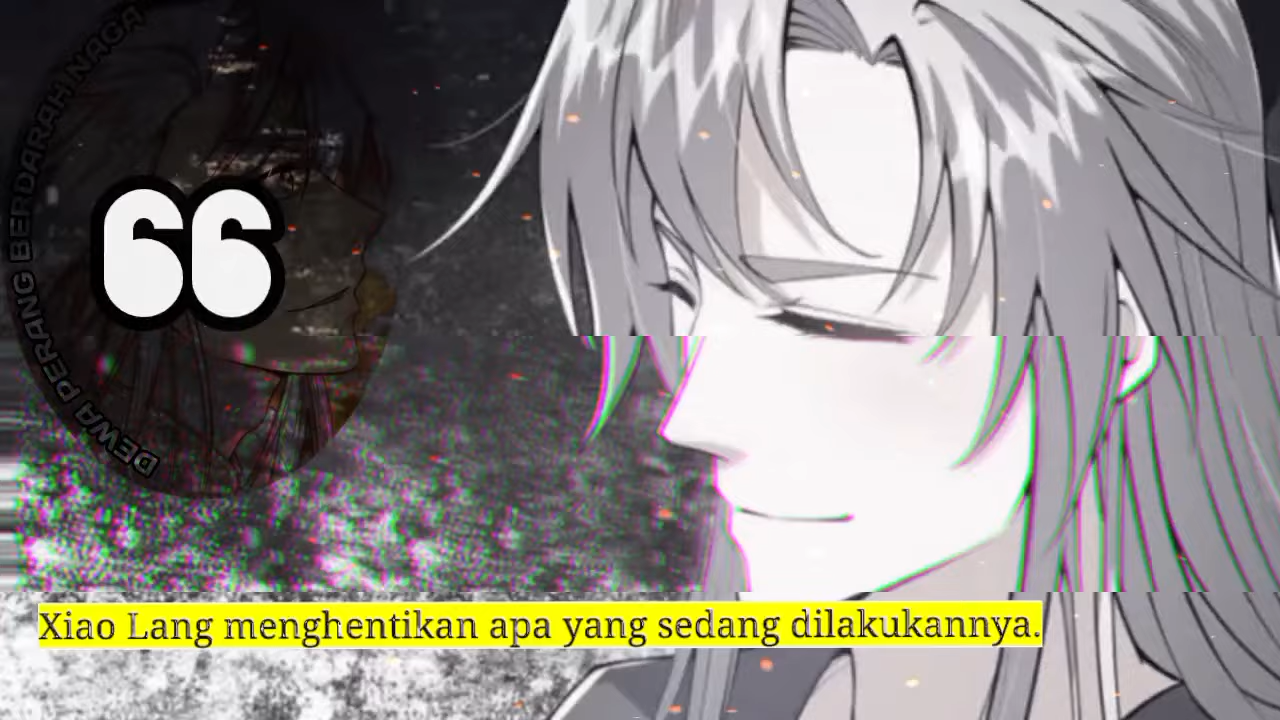 DEWA PERANG BERDARAH NAGA
66
Xiao Lang menghentikan apa yang sedang dilakukannya.